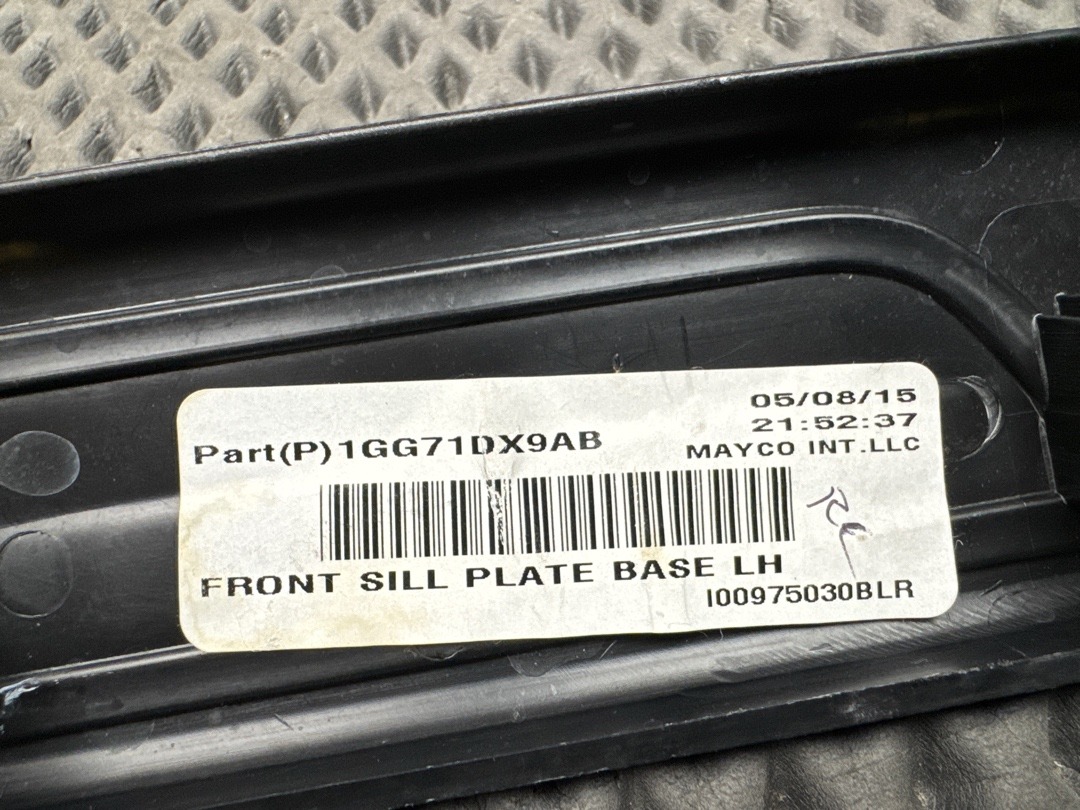 05/08/15
21:52:37
Part(P)1GG71DX9AB
MAYCO INT.LLC
FRONT SILL PLATE BASE LH
I00975030BLR